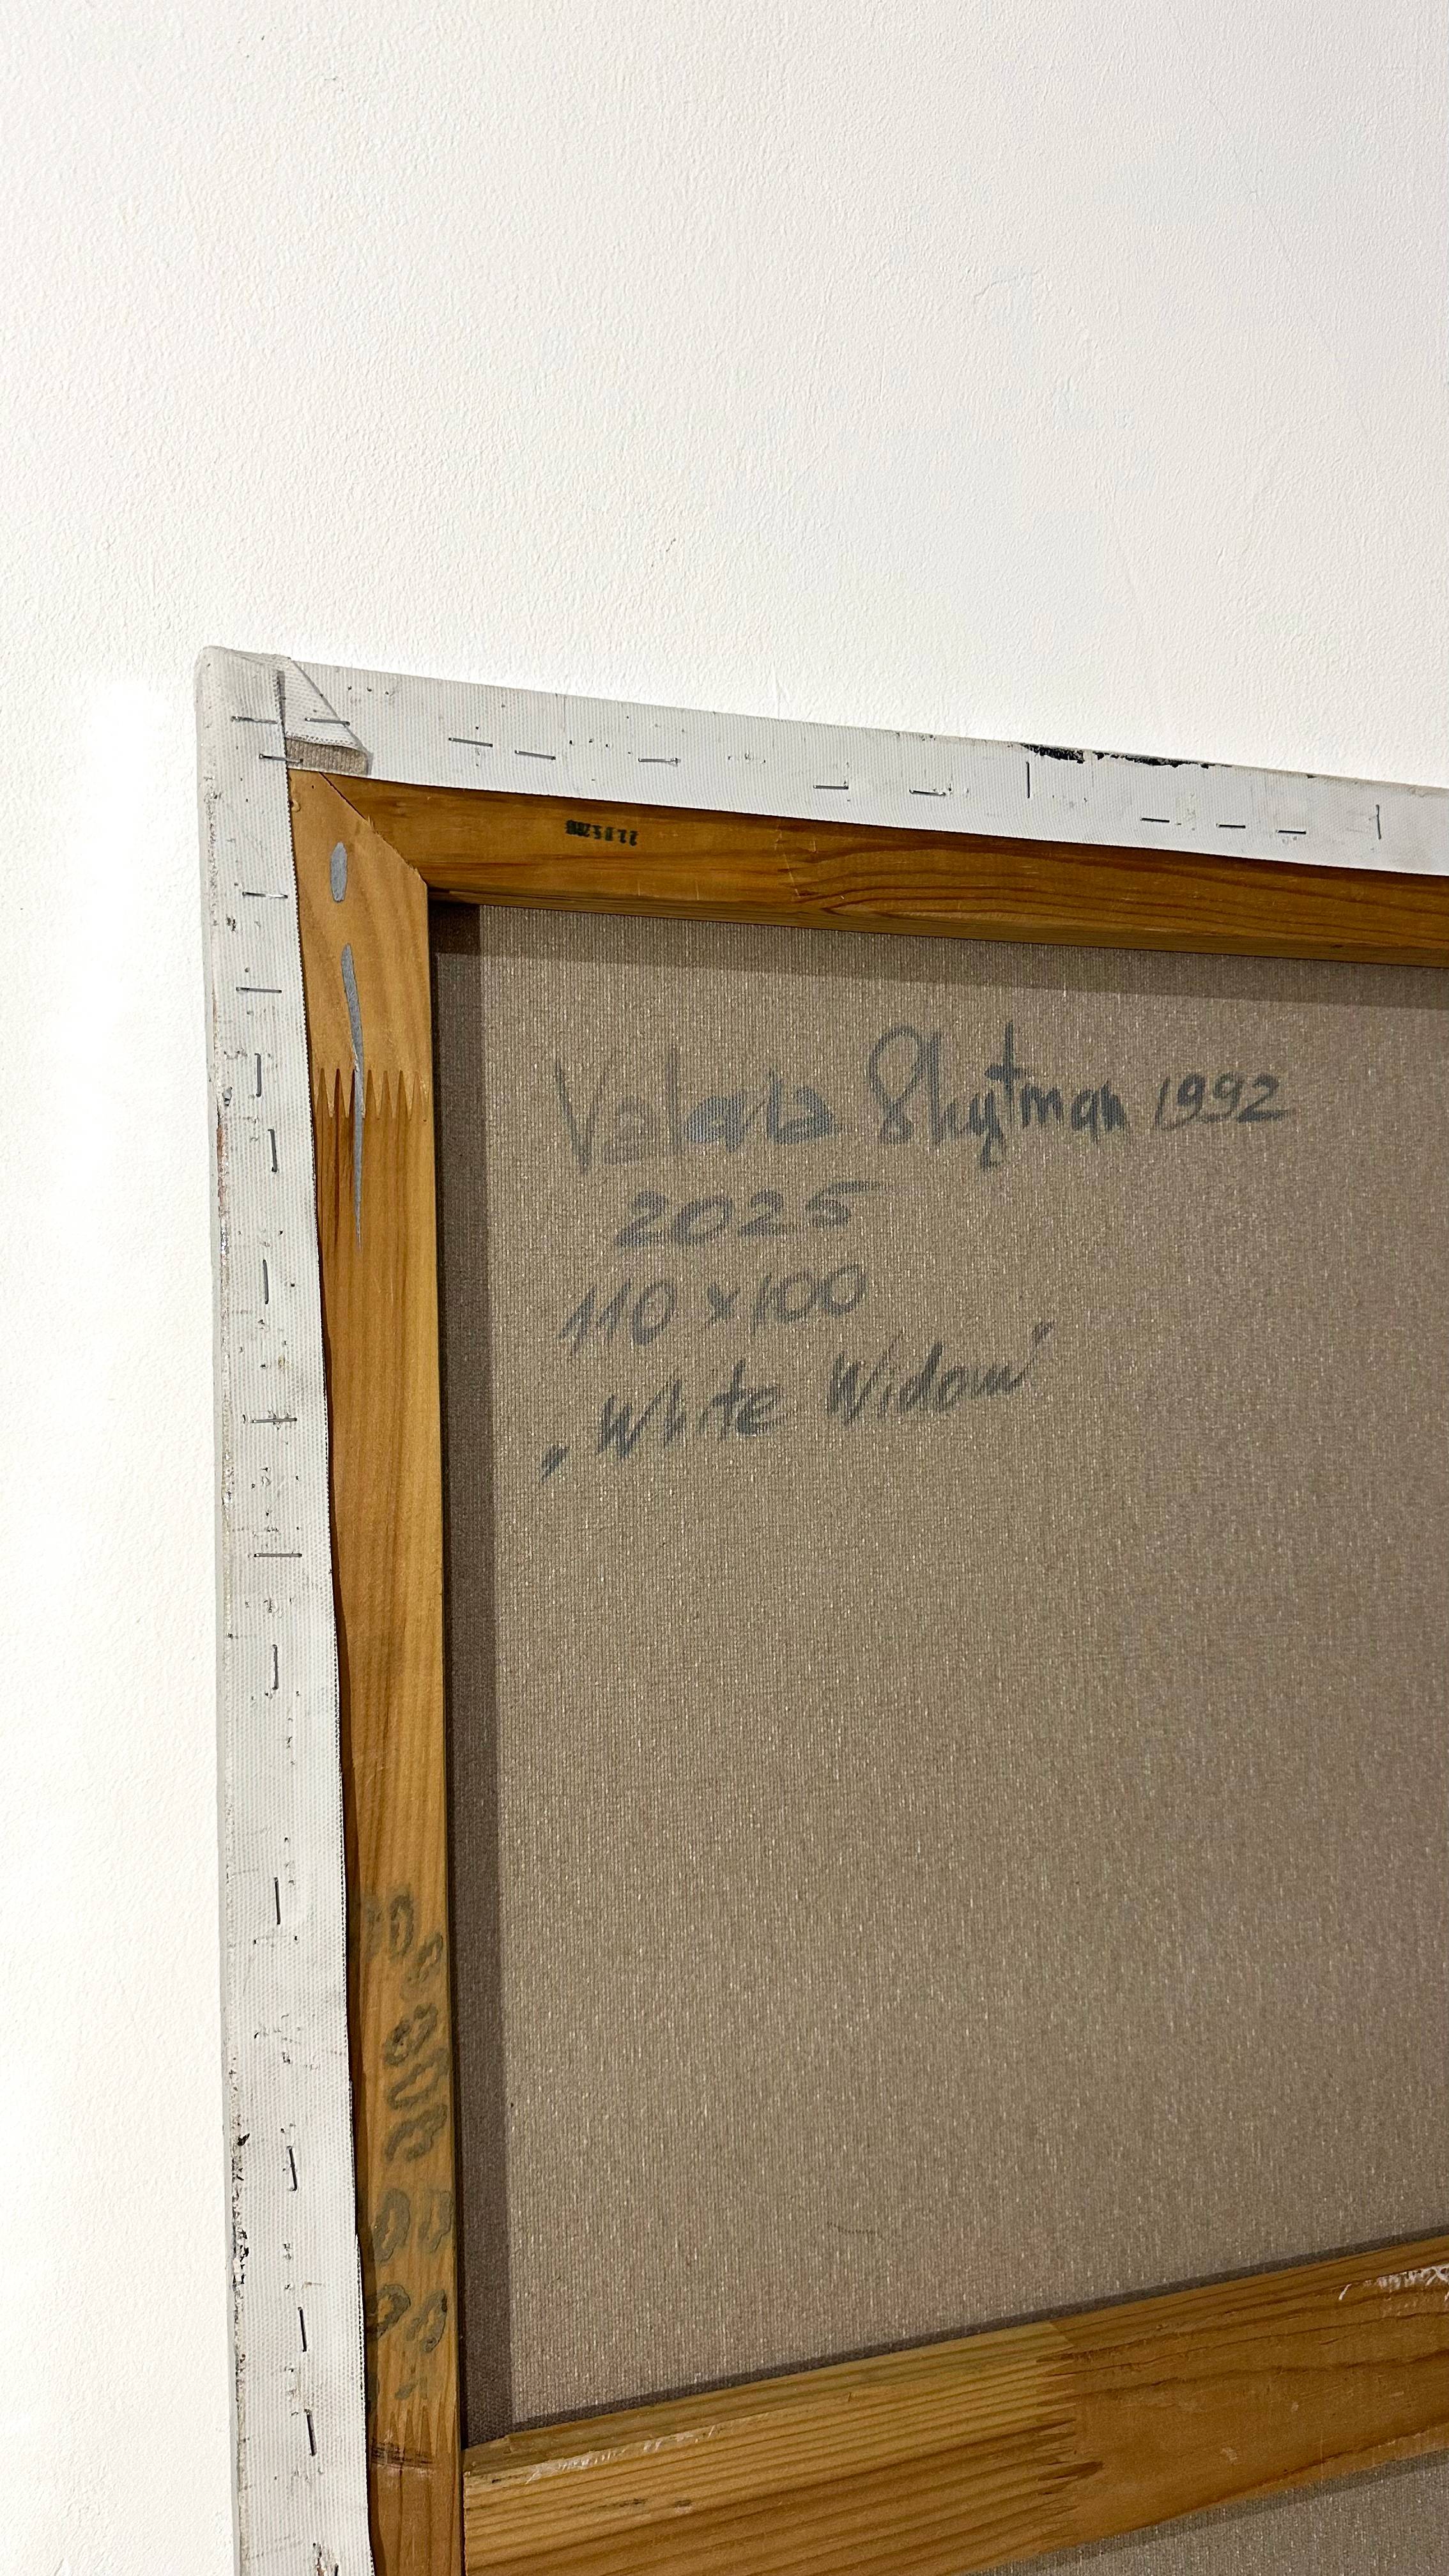 Valeria Shytman 1992
2025
110 x 100
„White Widow"